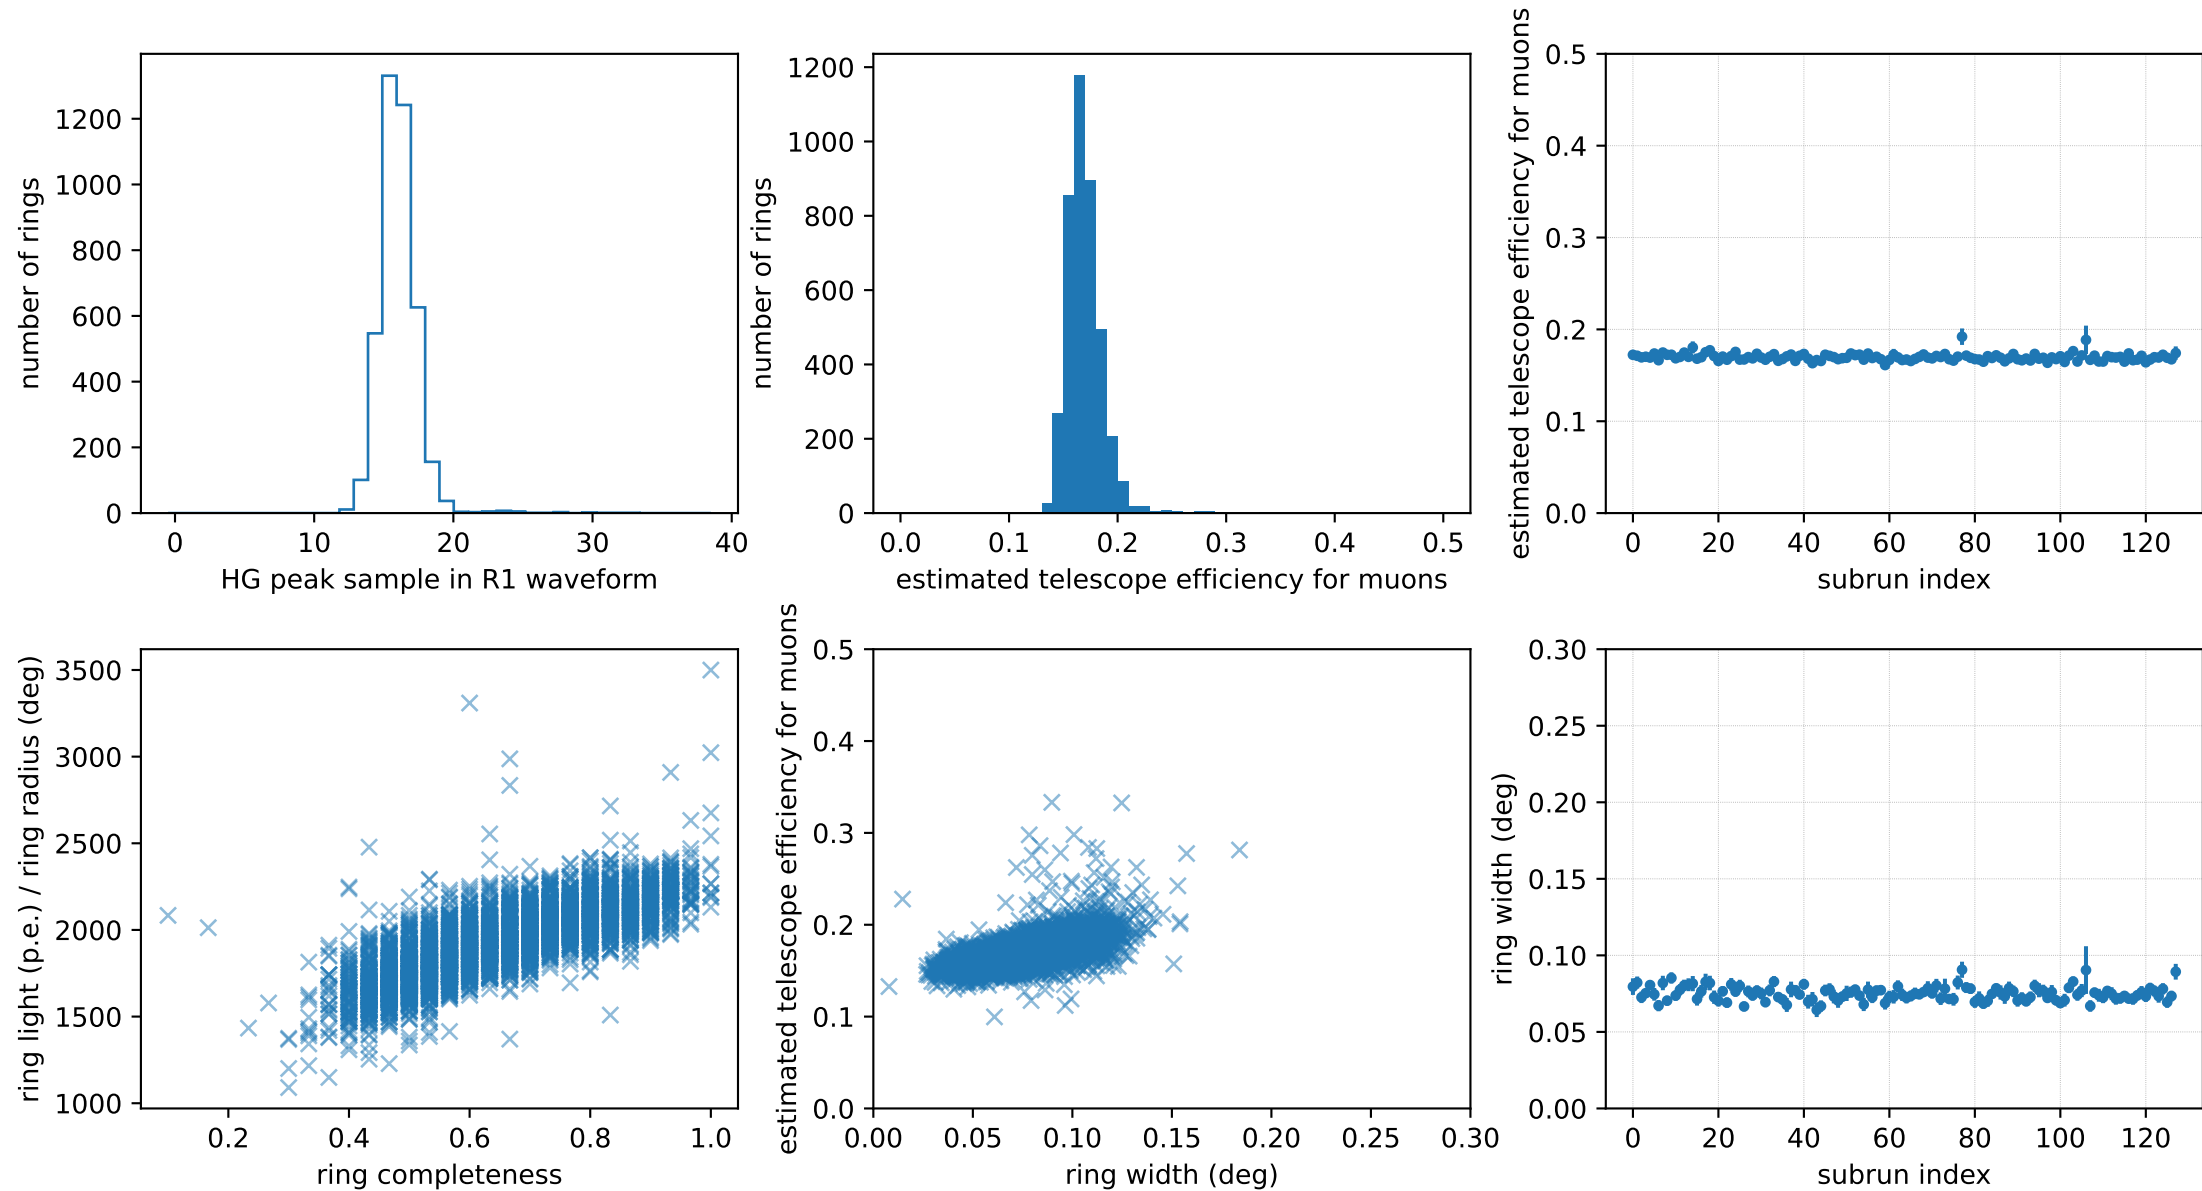 number of rings
1200
1000
800
600
400
200
0
0 10 20 30 40
HG peak sample in R1 waveform
number of rings
1200
1000
800
600
400
200
0
0.0 0.1 0.2 0.3 0.4 0.5
estimated telescope efficiency for muons
estimated telescope efficiency for muons
0.5
0.4
0.3
0.2
0.1
0.0
0 20 40 60 80 100 120
subrun index
ring light (p.e.) / ring radius (deg)
3500
3000
2500
2000
1500
1000
0.2 0.4 0.6 0.8 1.0
ring completeness
estimated telescope efficiency for muons
0.5
0.4
0.3
0.2
0.1
0.0
0.00 0.05 0.10 0.15 0.20 0.25 0.30
ring width (deg)
ring width (deg)
0.30
0.25
0.20
0.15
0.10
0.05
0.00
0 20 40 60 80 100 120
subrun index